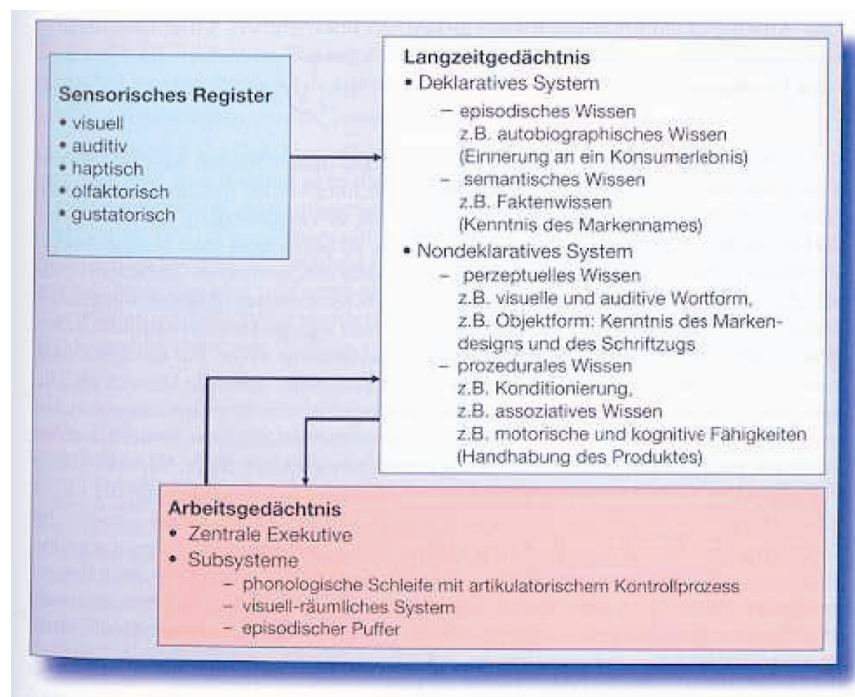 Sensorisches Register
• visuell
• auditiv
• haptisch
• olfaktorisch
• gustatorisch
Langzeitgedächtnis
• Deklaratives System
– episodisches Wissen
z.B. autobiographisches Wissen
(Einnerung an ein Konsumerlebnis)
– semantisches Wissen
z.B. Faktenwissen
(Kenntnis des Markennames)
• Nondeklaratives System
– perzeptuelles Wissen
z.B. visuelle und auditive Wortform,
z.B. Objektform: Kenntnis des Marken-
designs und des Schriftzugs
– prozedurales Wissen
z.B. Konditionierung,
z.B. assoziatives Wissen
z.B. motorische und kognitive Fähigkeiten
(Handhabung des Produktes)
Arbeitsgedächtnis
• Zentrale Exekutive
• Subsysteme
– phonologische Schleife mit artikulatorischem Kontrollprozess
– visuell-räumliches System
– episodischer Puffer